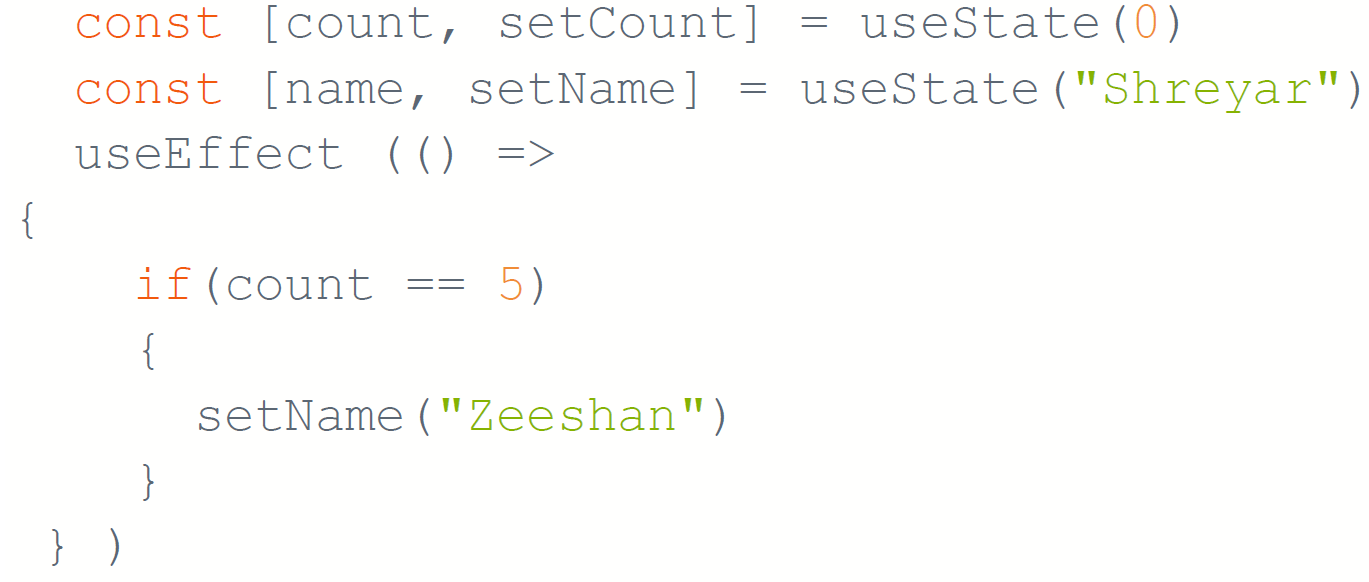 const [count, setCount] = useState(0)
const [name, setName] = useState("Shreyar")
useEffect (() =>
{
if(count == 5)
{
setName("Zeeshan")
}
} )